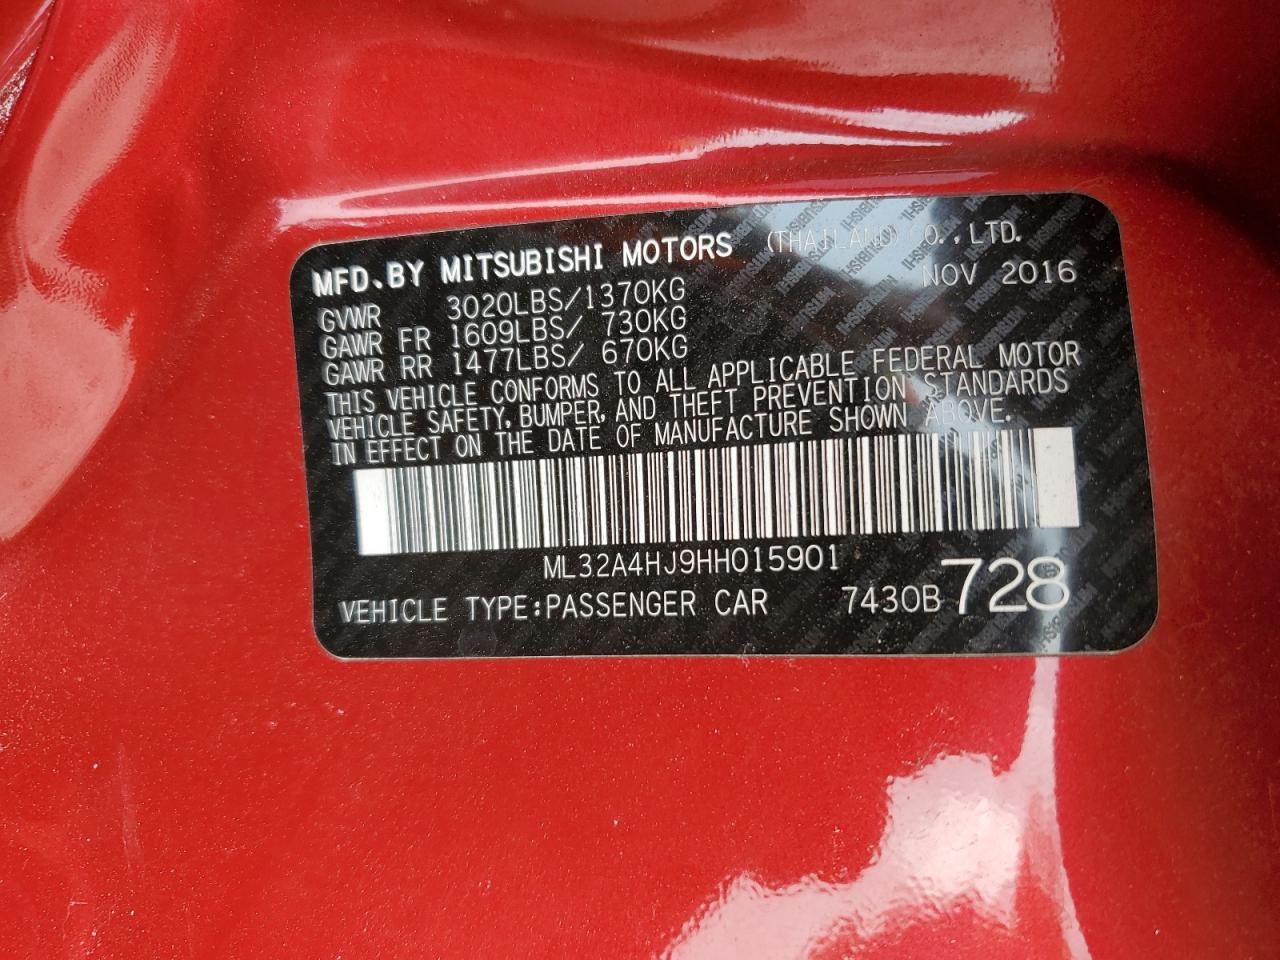 MFD.BY MITSUBISHI MOTORS (THAILAND) CO.,LTD.
NOV 2016
GVWR 3020LBS/1370KG
GAWR FR 1609LBS/ 730KG
GAWR RR 1477LBS/ 670KG
THIS VEHICLE CONFORMS TO ALL APPLICABLE FEDERAL MOTOR
VEHICLE SAFETY, BUMPER, AND THEFT PREVENTION STANDARDS
IN EFFECT ON THE DATE OF MANUFACTURE SHOWN ABOVE.
ML32A4HJ9HH015901
VEHICLE TYPE:PASSENGER CAR 7430B 728